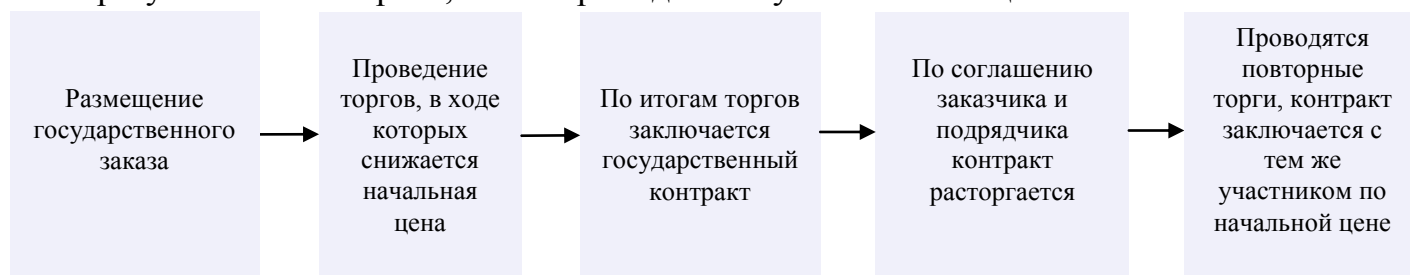 Размещение
государственного
заказа
Проведение
торгов, в ходе
которых
снижается
начальная
цена
По итогам торгов
заключается
государственный
контракт
По соглашению
заказчика и
подрядчика
контракт
расторгается
Проводятся
повторные
торги, контракт
заключается с
тем же
участником по
начальной цене